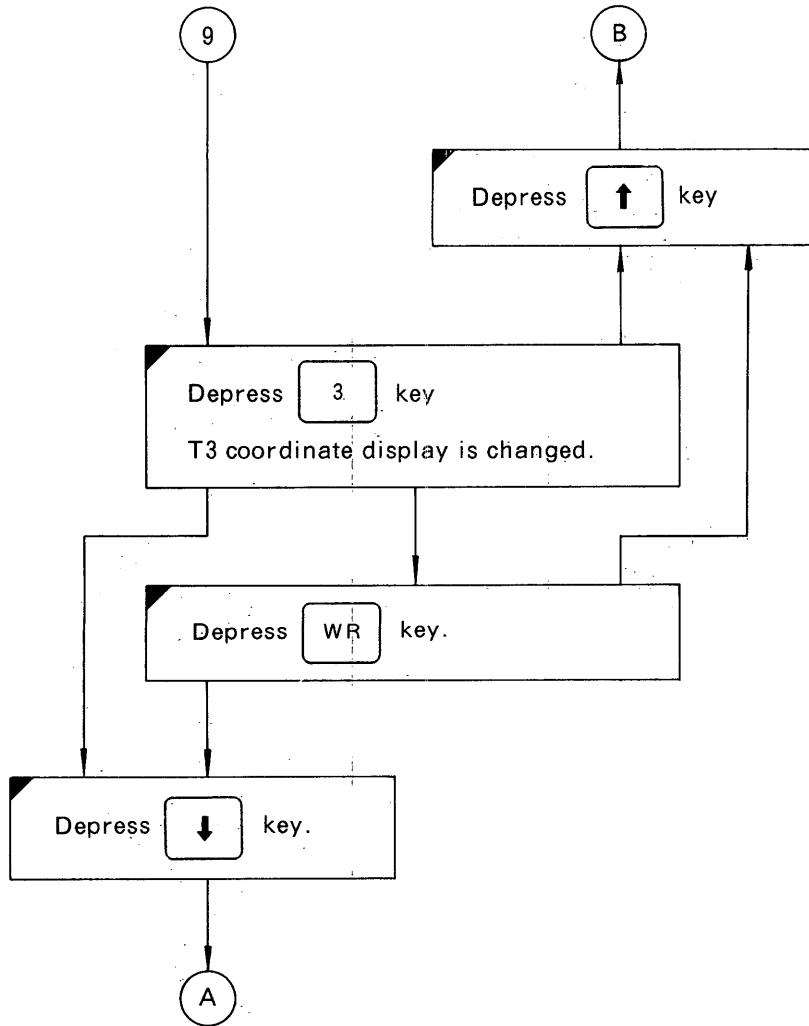 9
B
Depress ↑ key
Depress 3 key
T3 coordinate display is changed.
Depress WR key.
Depress ↓ key.
A